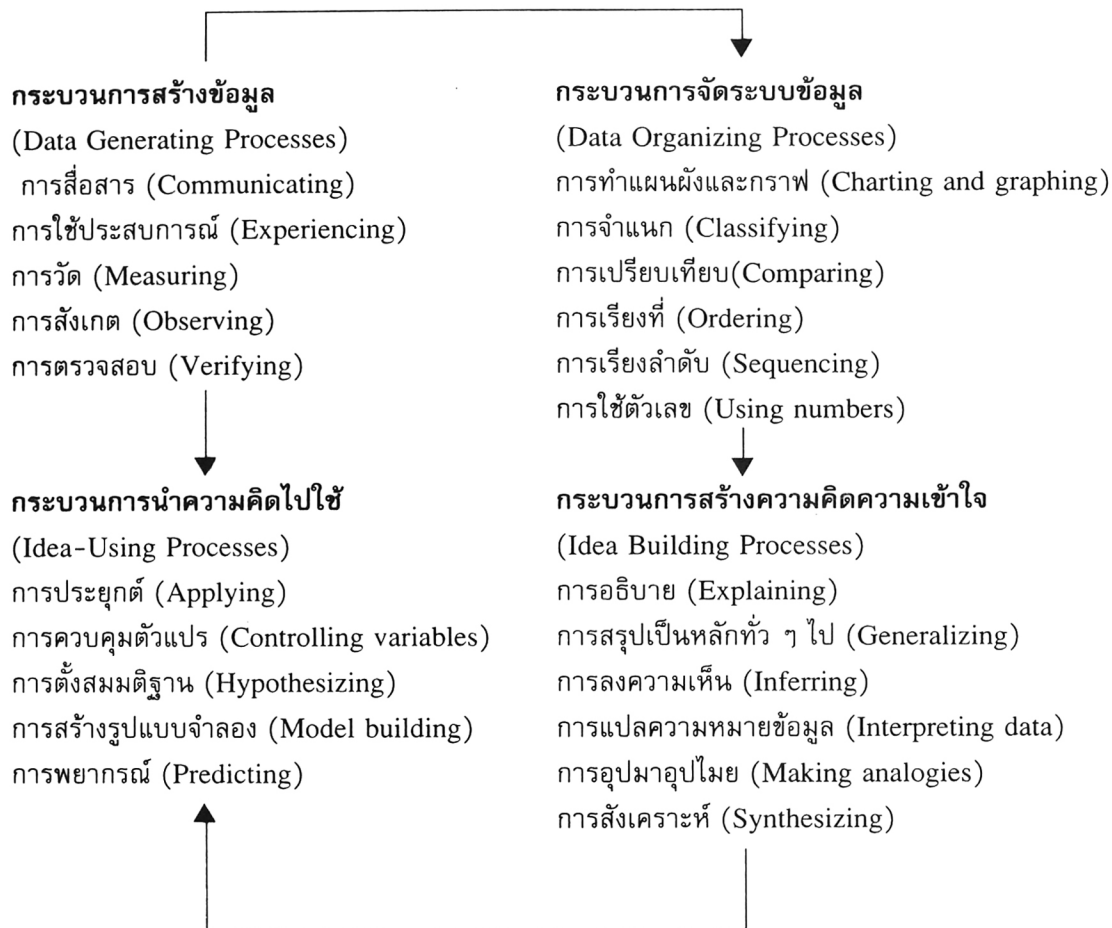 กระบวนการสร้างข้อมูล
(Data Generating Processes)
การสื่อสาร (Communicating)
การใช้ประสบการณ์ (Experiencing)
การวัด (Measuring)
การสังเกต (Observing)
การตรวจสอบ (Verifying)
กระบวนการจัดระบบข้อมูล
(Data Organizing Processes)
การทำแผนผังและกราฟ (Charting and graphing)
การจำแนก (Classifying)
การเปรียบเทียบ(Comparing)
การเรียงที่ (Ordering)
การเรียงลำดับ (Sequencing)
การใช้ตัวเลข (Using numbers)
กระบวนการนำความคิดไปใช้
(Idea-Using Processes)
การประยุกต์ (Applying)
การควบคุมตัวแปร (Controlling variables)
การตั้งสมมติฐาน (Hypothesizing)
การสร้างรูปแบบจำลอง (Model building)
การพยากรณ์ (Predicting)
กระบวนการสร้างความคิดความเข้าใจ
(Idea Building Processes)
การอธิบาย (Explaining)
การสรุปเป็นหลักทั่ว ๆ ไป (Generalizing)
การลงความเห็น (Inferring)
การแปลความหมายข้อมูล (Interpreting data)
การอุปมาอุปไมย (Making analogies)
การสังเคราะห์ (Synthesizing)